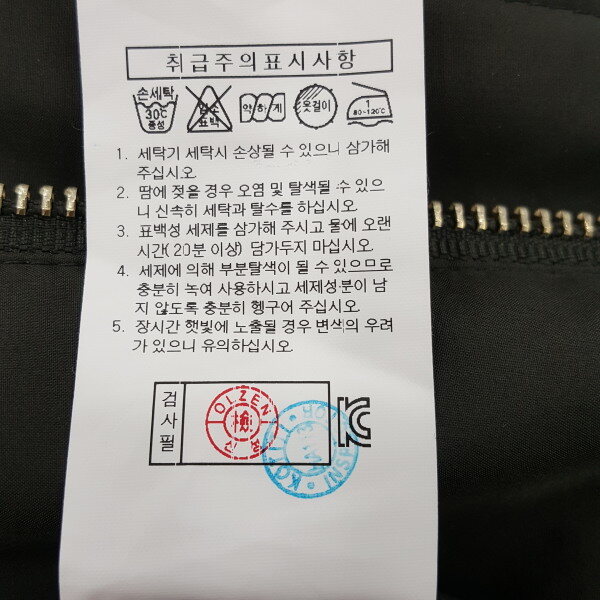 취급주의표시사항
손세탁
30℃
중성
염소
표백
약하게
옷걸이
1
80~120℃
1. 세탁기 세탁시 손상될 수 있으니 삼가해
주십시오.
2. 땀에 젖을 경우 오염 및 탈색될 수 있으
니 신속히 세탁과 탈수를 하십시오.
3. 표백성 세제를 삼가해 주시고 물에 오랜
시간(20분 이상) 담가두지 마십시오.
4. 세제에 의해 부분탈색이 될 수 있으므로
충분히 녹여 사용하시고 세제성분이 남
지 않도록 충분히 헹구어 주십시오.
5. 장시간 햇빛에 노출될 경우 변색의 우려
가 있으니 유의하십시오.
검사필
OLZEN
檢
KC